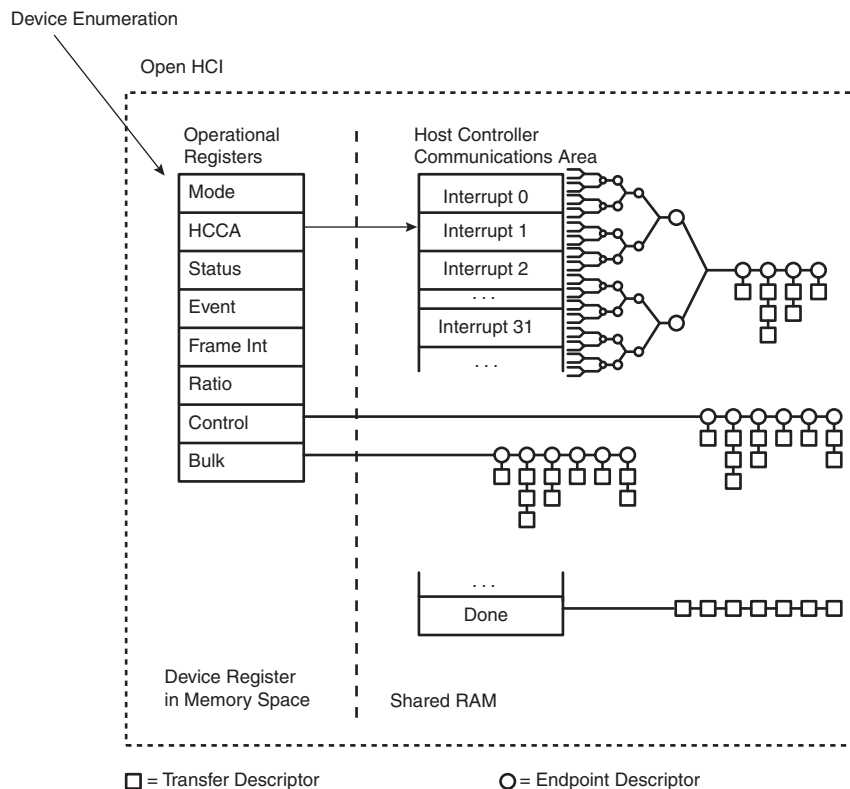 Device Enumeration
Open HCI
Operational
Registers
Mode
HCCA
Status
Event
Frame Int
Ratio
Control
Bulk
Host Controller
Communications Area
Interrupt 0
Interrupt 1
Interrupt 2
. . .
Interrupt 31
. . .
. . .
Done
Device Register
in Memory Space
Shared RAM
= Transfer Descriptor
= Endpoint Descriptor